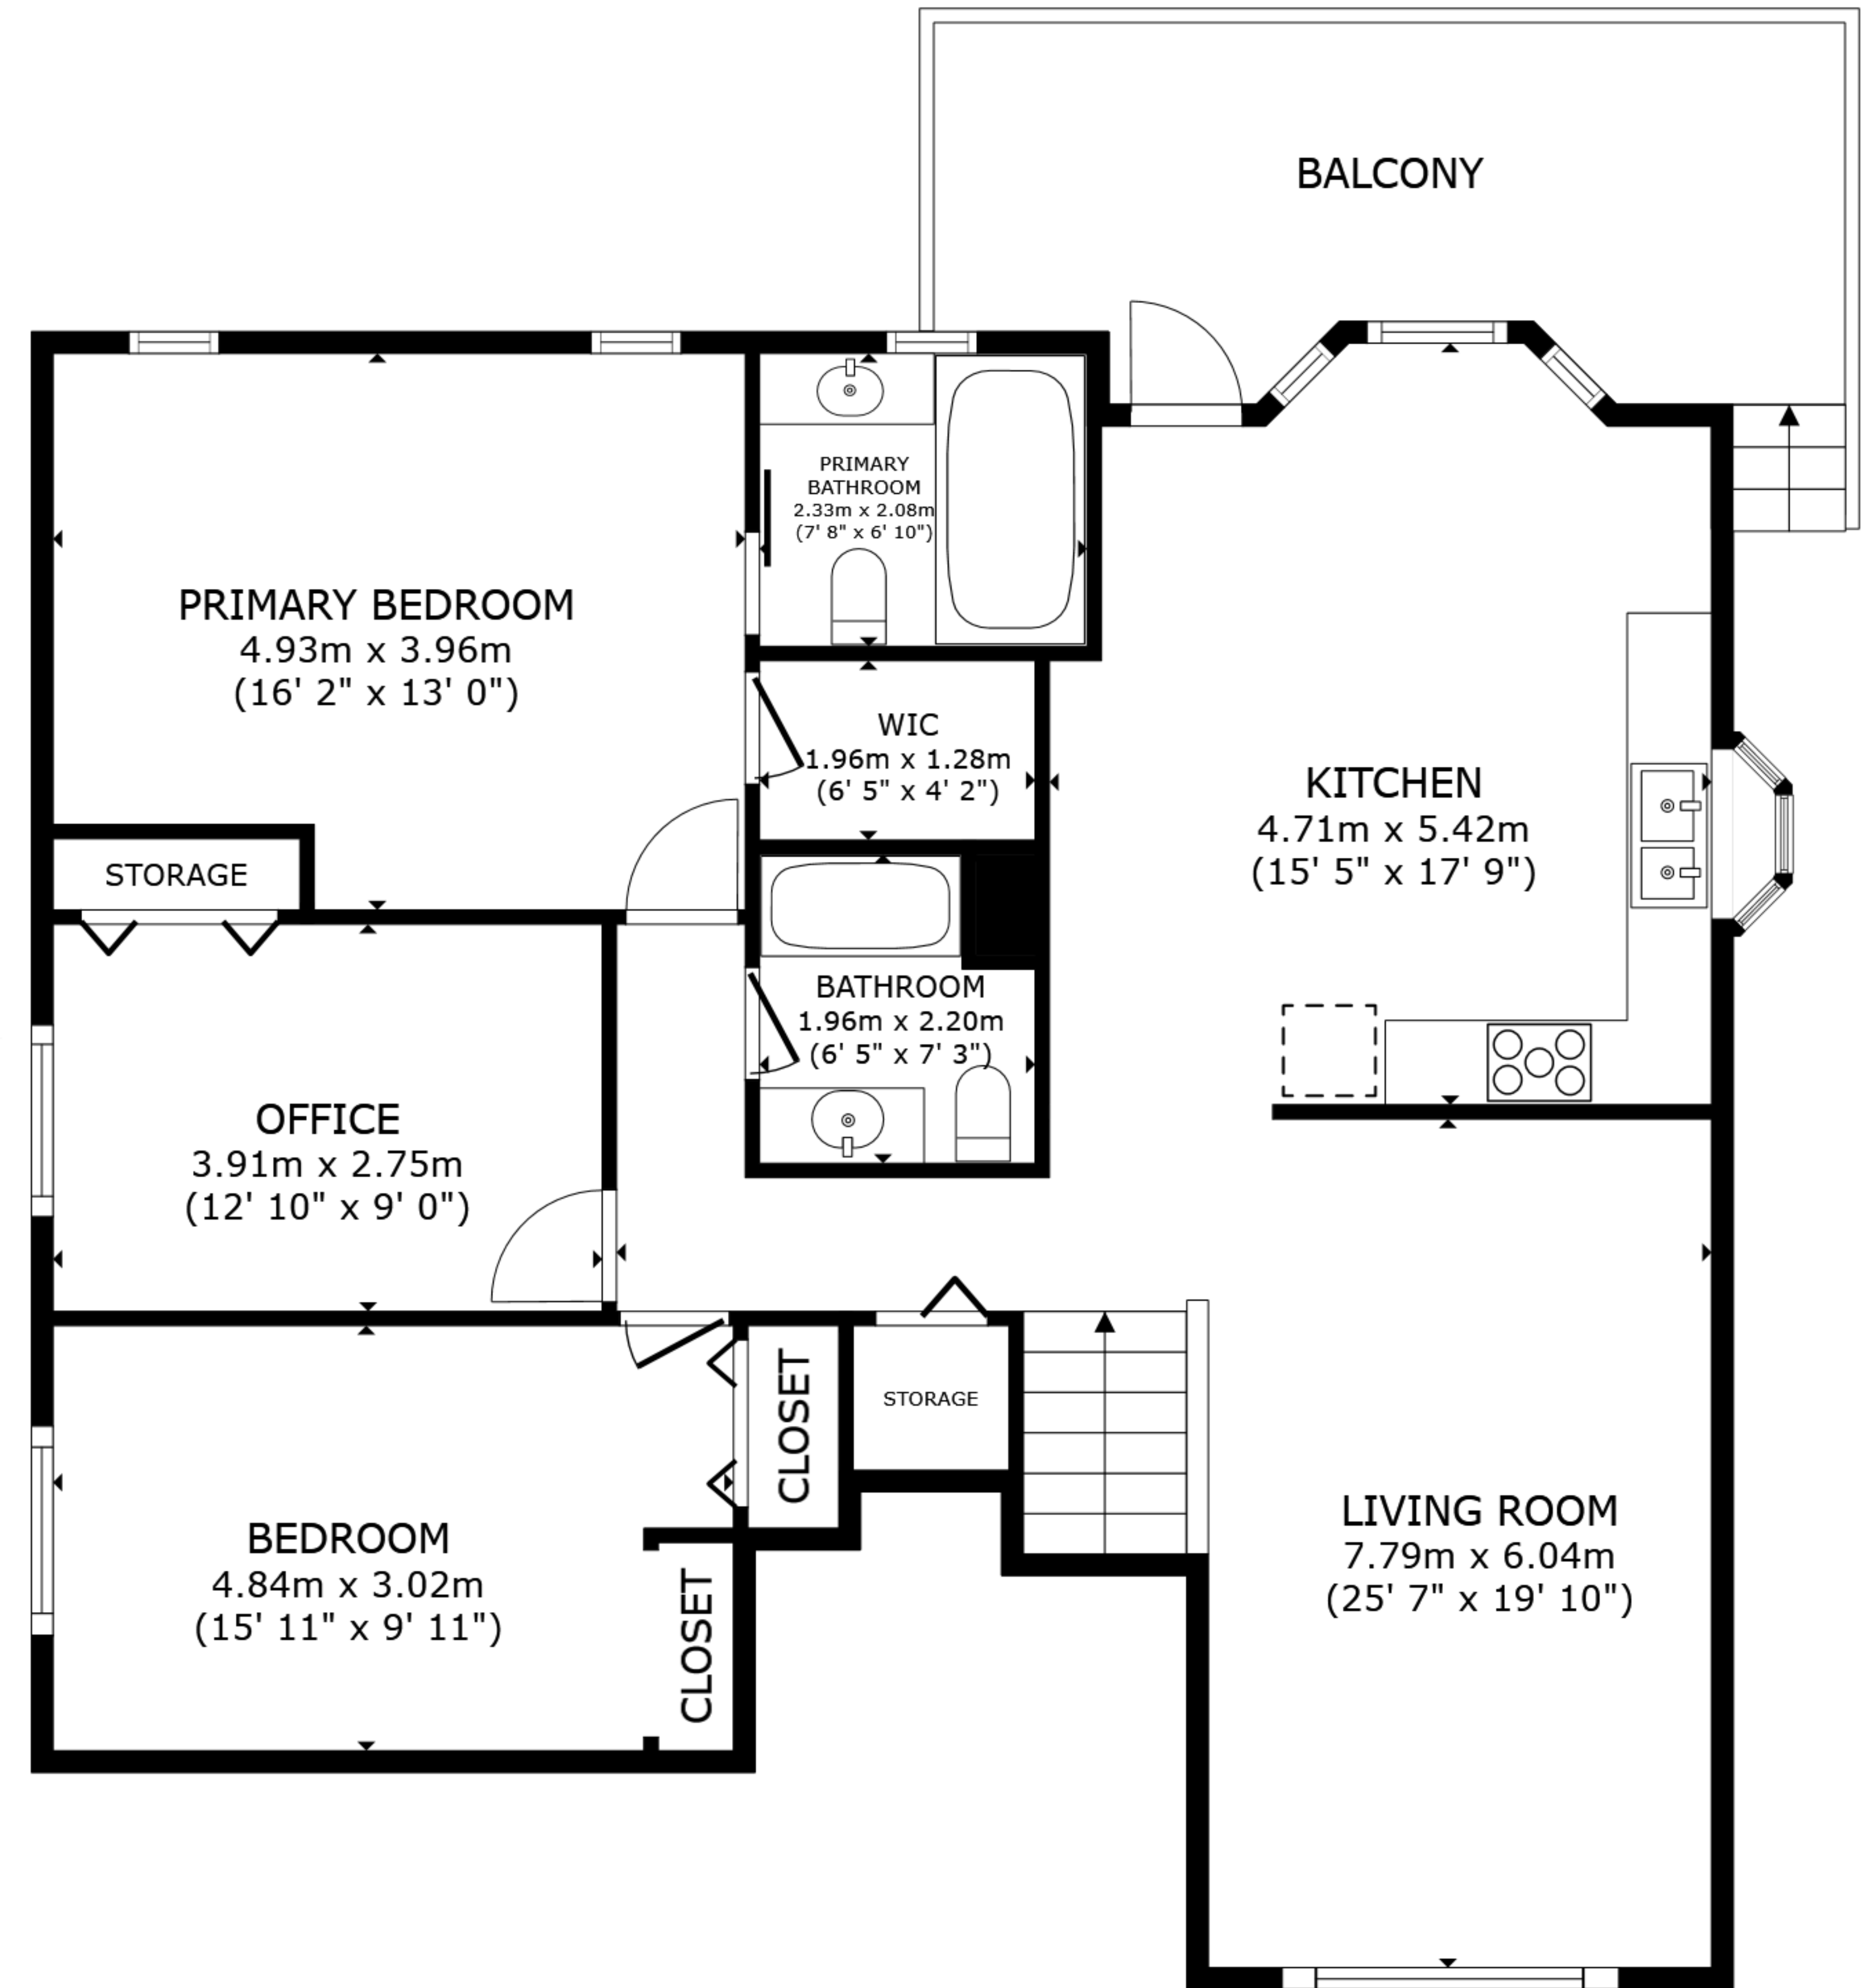 BALCONY
PRIMARY
BATHROOM
2.33m x 2.08m
(7' 8" x 6' 10")
PRIMARY BEDROOM
4.93m x 3.96m
(16' 2" x 13' 0")
WIC
1.96m x 1.28m
(6' 5" x 4' 2")
KITCHEN
4.71m x 5.42m
(15' 5" x 17' 9")
STORAGE
BATHROOM
1.96m x 2.20m
(6' 5" x 7' 3")
OFFICE
3.91m x 2.75m
(12' 10" x 9' 0")
CLOSET
STORAGE
BEDROOM
4.84m x 3.02m
(15' 11" x 9' 11")
CLOSET
LIVING ROOM
7.79m x 6.04m
(25' 7" x 19' 10")